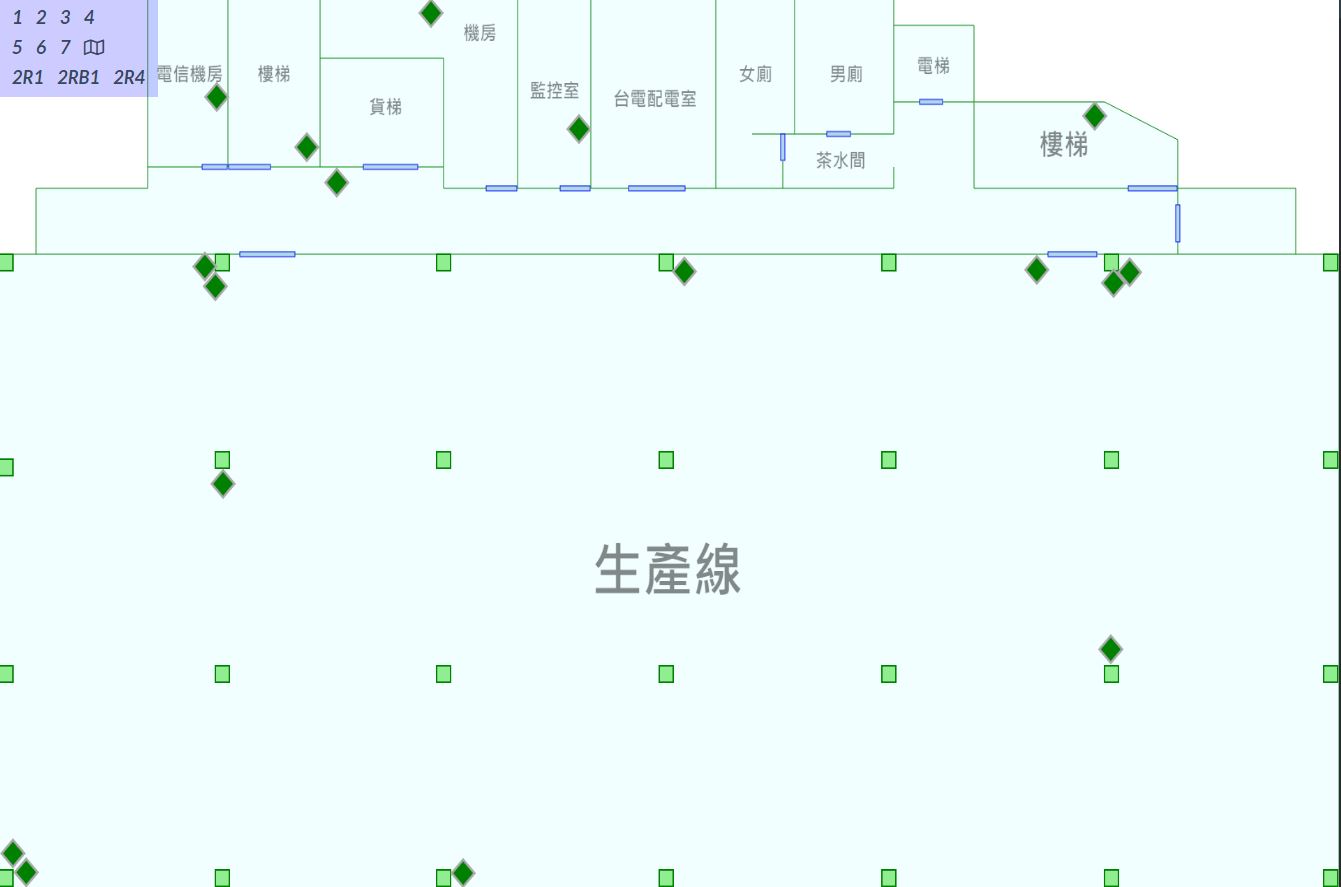 1 2 3 4
5 6 7
2R1 2RB1 2R4
電信機房
樓梯
貨梯
機房
監控室
台電配電室
女廁
男廁
茶水間
電梯
樓梯
生產線